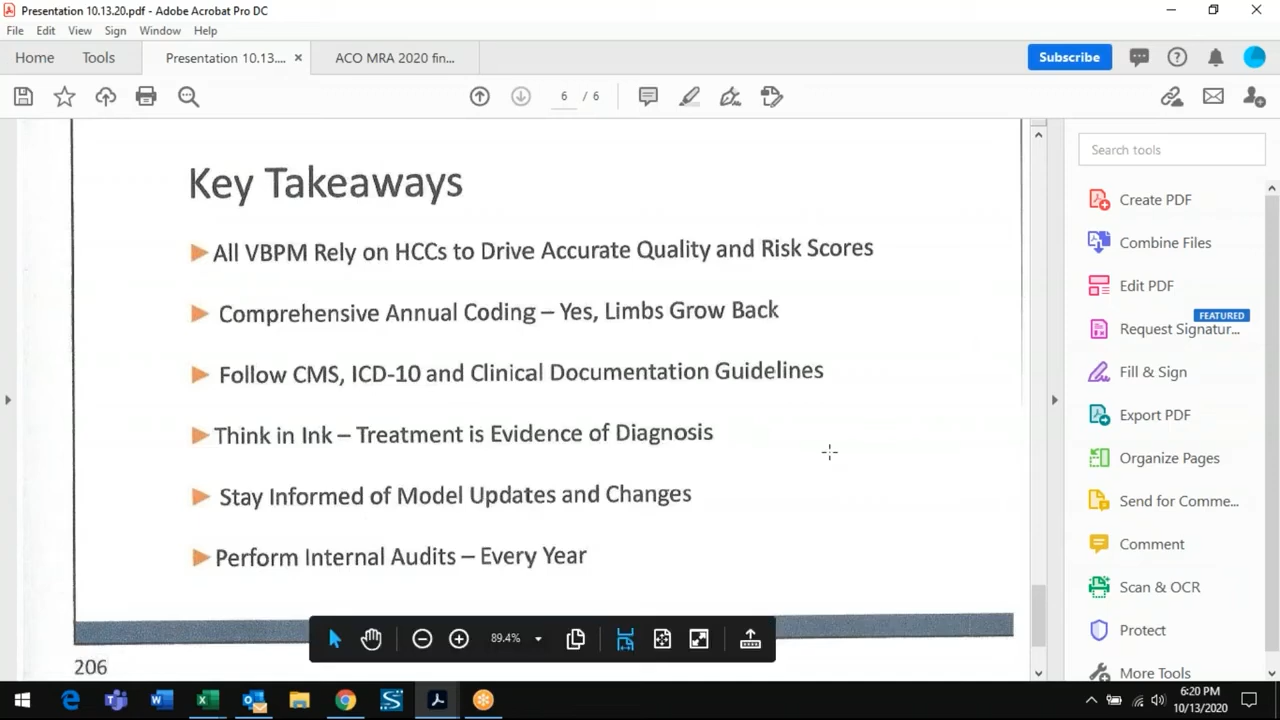 Presentation 10.13.20.pdf - Adobe Acrobat Pro DC
File Edit View Sign Window Help
Home Tools Presentation 10.13.... × ACO MRA 2020 fin... Subscribe
6 / 6
Search tools
Key Takeaways
All VBPM Rely on HCCs to Drive Accurate Quality and Risk Scores
Comprehensive Annual Coding – Yes, Limbs Grow Back
Follow CMS, ICD-10 and Clinical Documentation Guidelines
Think in Ink – Treatment is Evidence of Diagnosis
Stay Informed of Model Updates and Changes
Perform Internal Audits – Every Year
206
89.4%
Create PDF
Combine Files
Edit PDF
FEATURED
Request Signatur...
Fill & Sign
Export PDF
Organize Pages
Send for Comme...
Comment
Scan & OCR
Protect
More Tools
6:20 PM
10/13/2020